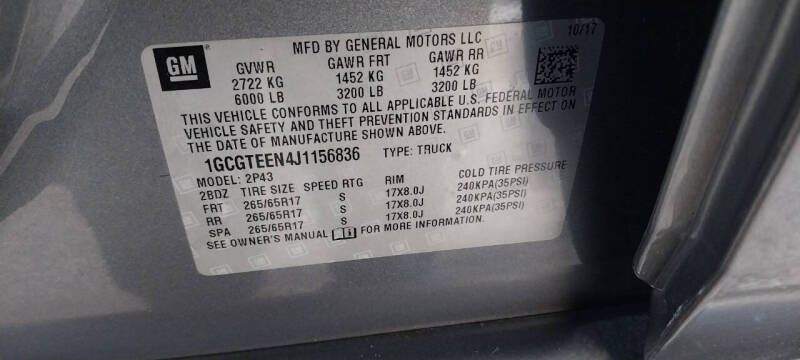 GM
MFD BY GENERAL MOTORS LLC 10/17
GVWR GAWR FRT GAWR RR
2722 KG 1452 KG 1452 KG
6000 LB 3200 LB 3200 LB
THIS VEHICLE CONFORMS TO ALL APPLICABLE U.S. FEDERAL MOTOR
VEHICLE SAFETY AND THEFT PREVENTION STANDARDS IN EFFECT ON
THE DATE OF MANUFACTURE SHOWN ABOVE.
1GCGTEEN4J1156836 TYPE: TRUCK
MODEL: 2P43
2BDZ TIRE SIZE SPEED RTG RIM COLD TIRE PRESSURE
FRT 265/65R17 S 17X8.0J 240KPA(35PSI)
RR 265/65R17 S 17X8.0J 240KPA(35PSI)
SPA 265/65R17 S 17X8.0J 240KPA(35PSI)
SEE OWNER'S MANUAL FOR MORE INFORMATION.